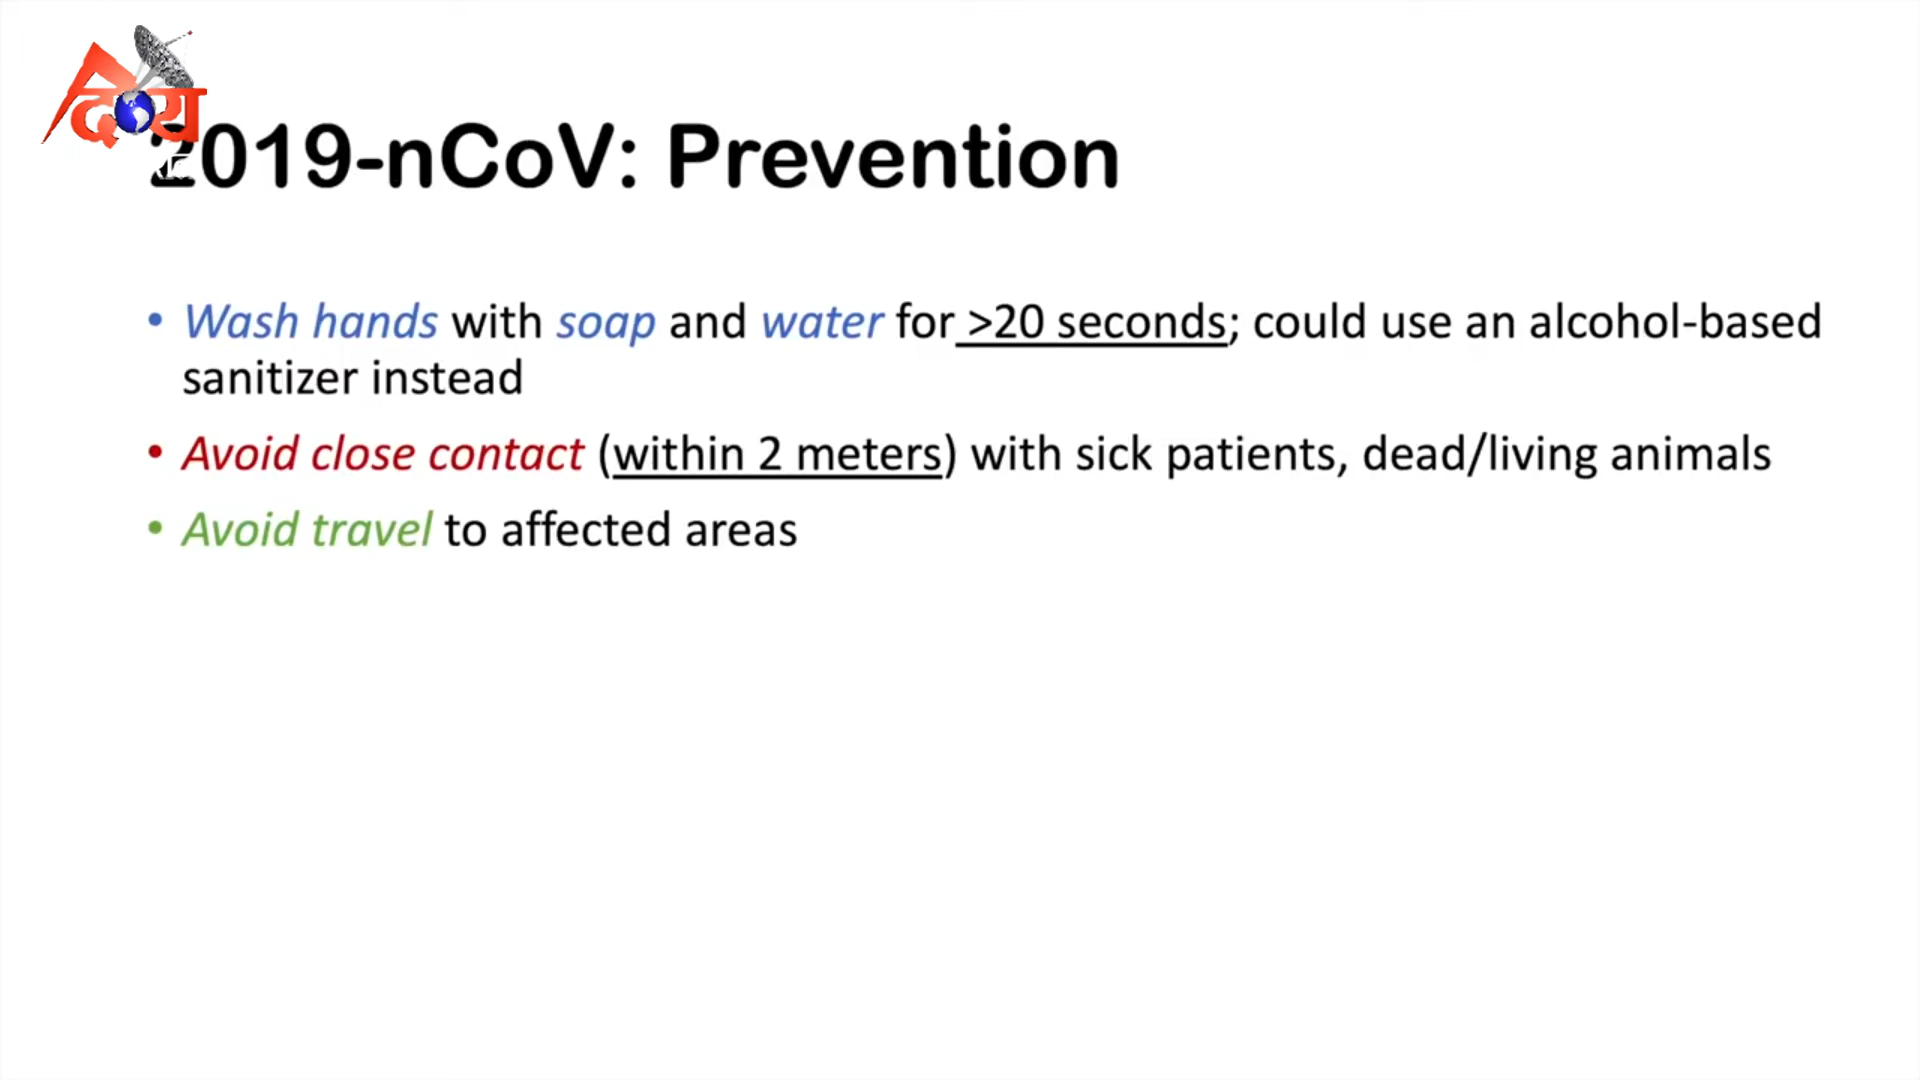 दिव्य
2019-nCoV: Prevention
• Wash hands with soap and water for >20 seconds; could use an alcohol-based
sanitizer instead
• Avoid close contact (within 2 meters) with sick patients, dead/living animals
• Avoid travel to affected areas